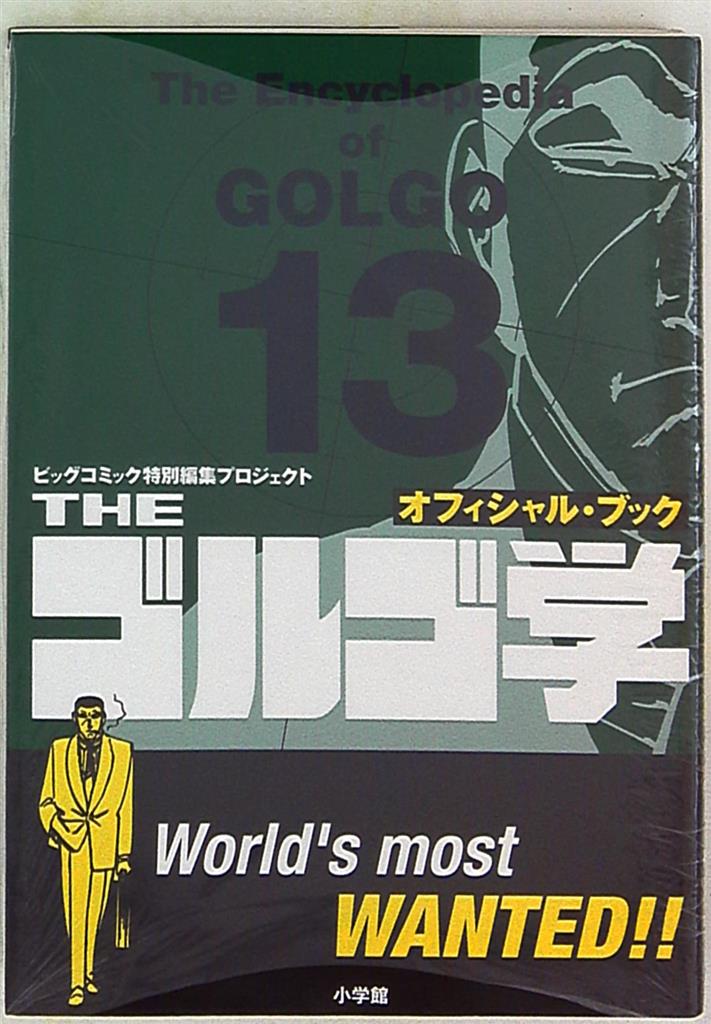 The Encyclopedia
of
GOLGO
13
ビッグコミック特別編集プロジェクト
THE
オフィシャル・ブック
ゴルゴ学
World's most
WANTED!!
小学館